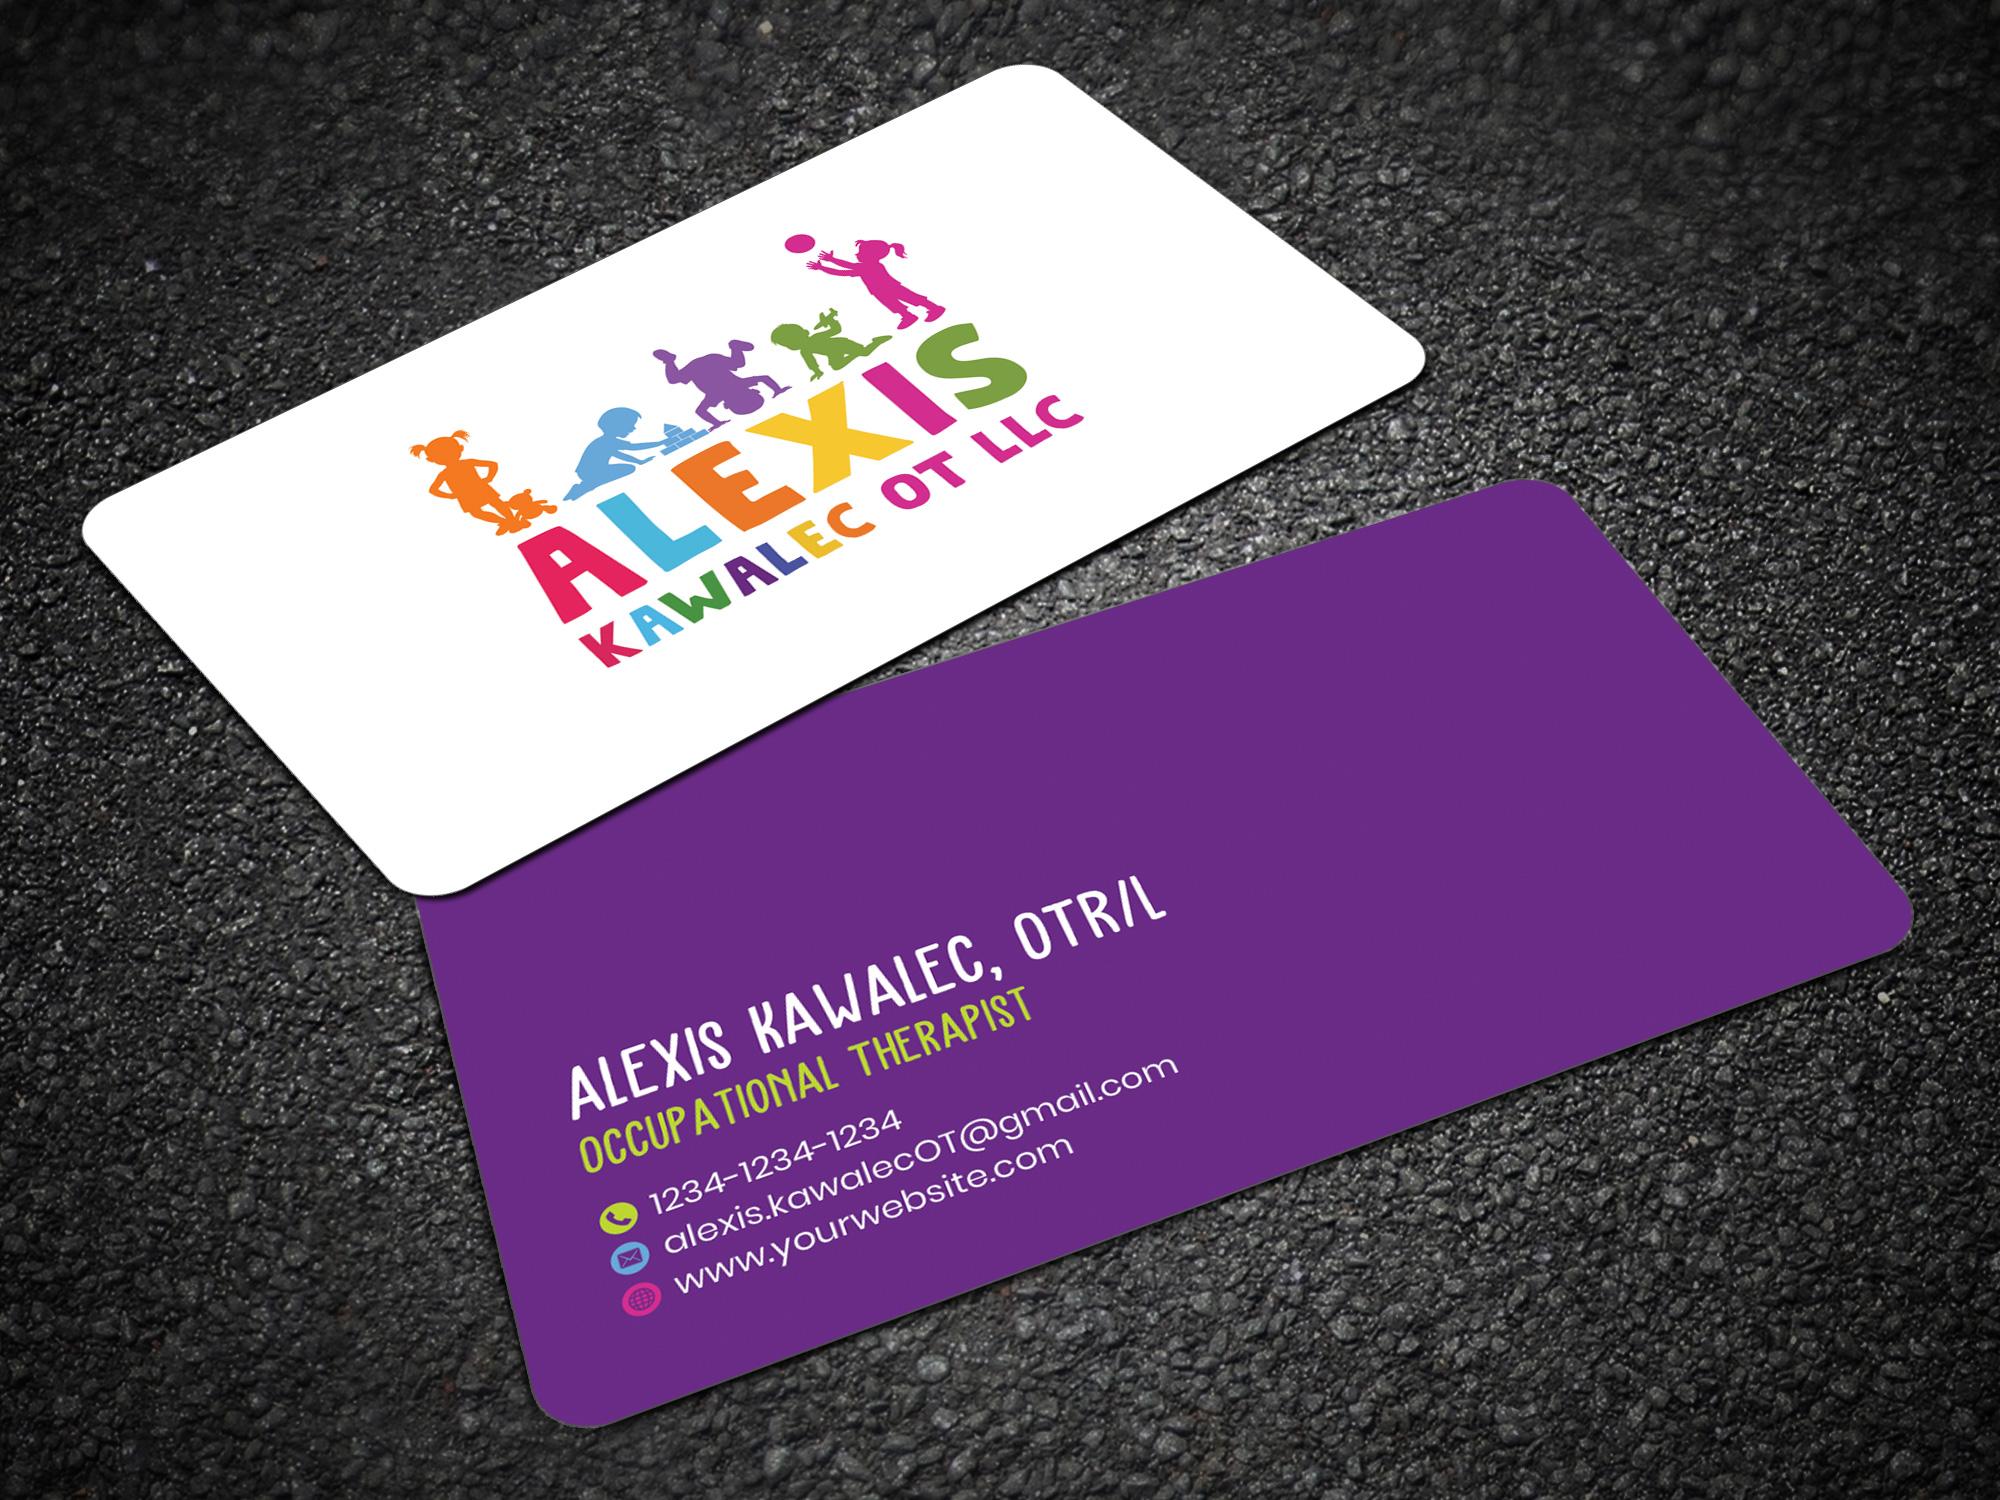 ALEXIS
KAWALEC OT LLC
ALEXIS KAWALEC, OTR/L
OCCUPATIONAL THERAPIST
1234-1234-1234
alexis.kawalecOT@gmail.com
www.yourwebsite.com